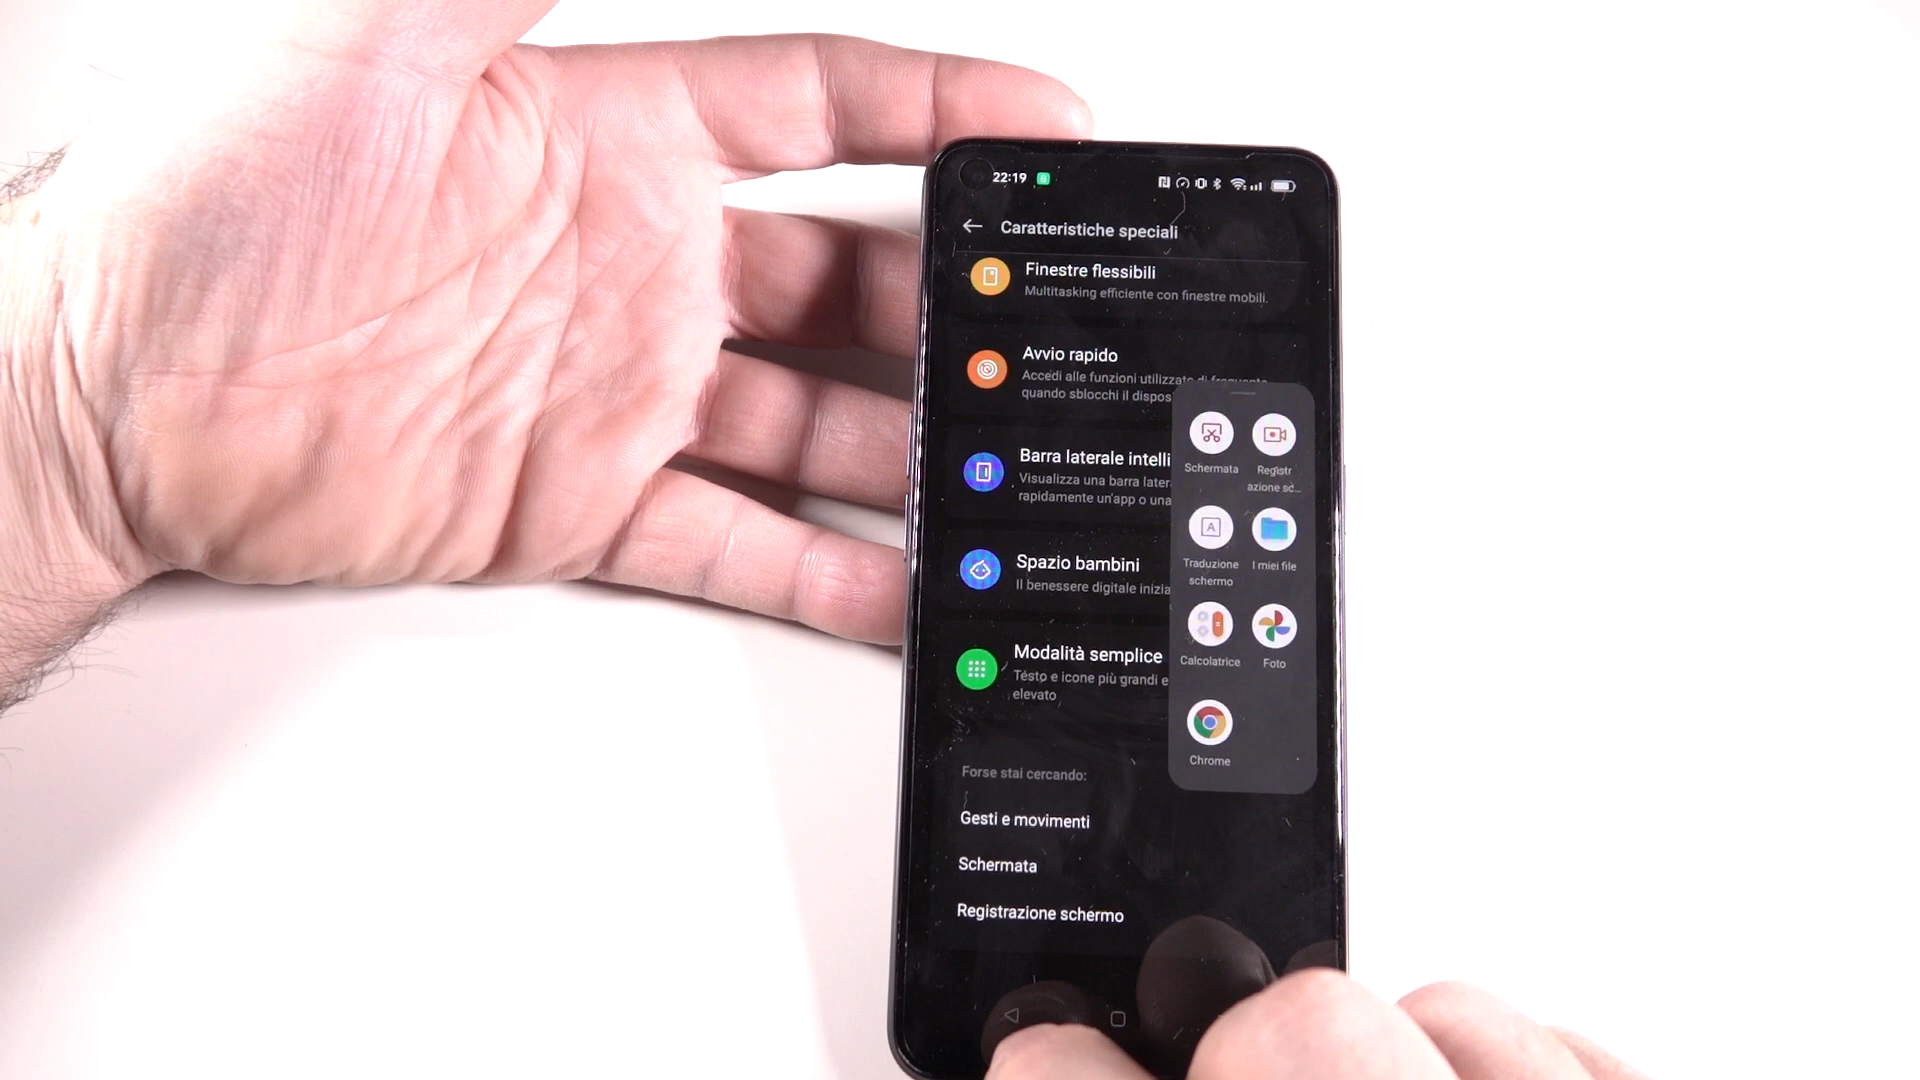 22:19
Caratteristiche speciali
Finestre flessibili
Multitasking efficiente con finestre mobili.
Avvio rapido
Accedi alle funzioni utilizzate di frequente
quando sblocchi il dispos
Barra laterale intelli
Visualizza una barra later
rapidamente un'app o una
Spazio bambini
Il benessere digitale inizia
Modalità semplice
Testo e icone più grandi e
elevato
Forse stai cercando:
Gesti e movimenti
Schermata
Registrazione schermo
Schermata
Registr
azione sc...
A
Traduzione
schermo
I miei file
Calcolatrice
Foto
Chrome